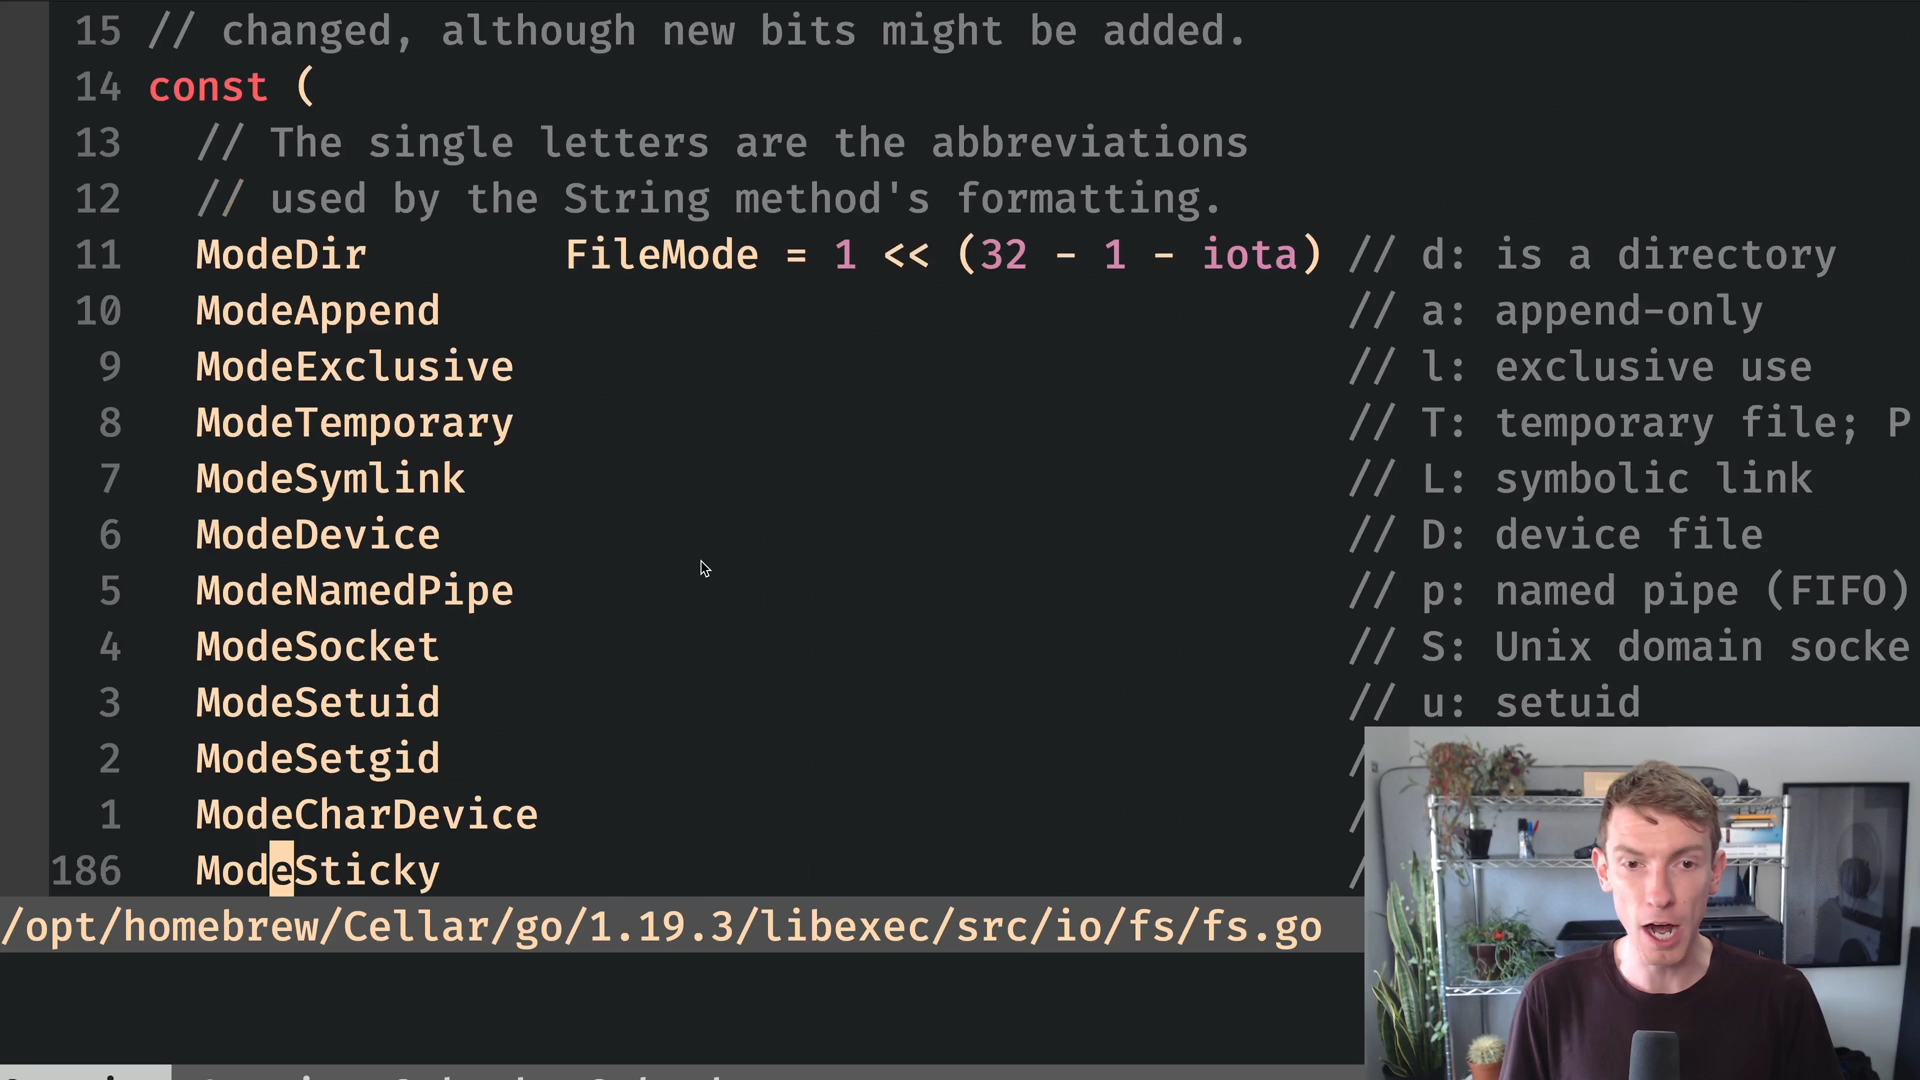 15 // changed, although new bits might be added.
14 const (
13 // The single letters are the abbreviations
12 // used by the String method's formatting.
11 ModeDir FileMode = 1 << (32 - 1 - iota) // d: is a directory
10 ModeAppend // a: append-only
9 ModeExclusive // l: exclusive use
8 ModeTemporary // T: temporary file; P
7 ModeSymlink // L: symbolic link
6 ModeDevice // D: device file
5 ModeNamedPipe // p: named pipe (FIFO)
4 ModeSocket // S: Unix domain socke
3 ModeSetuid // u: setuid
2 ModeSetgid /
1 ModeCharDevice /
186 ModeSticky /
/opt/homebrew/Cellar/go/1.19.3/libexec/src/io/fs/fs.go